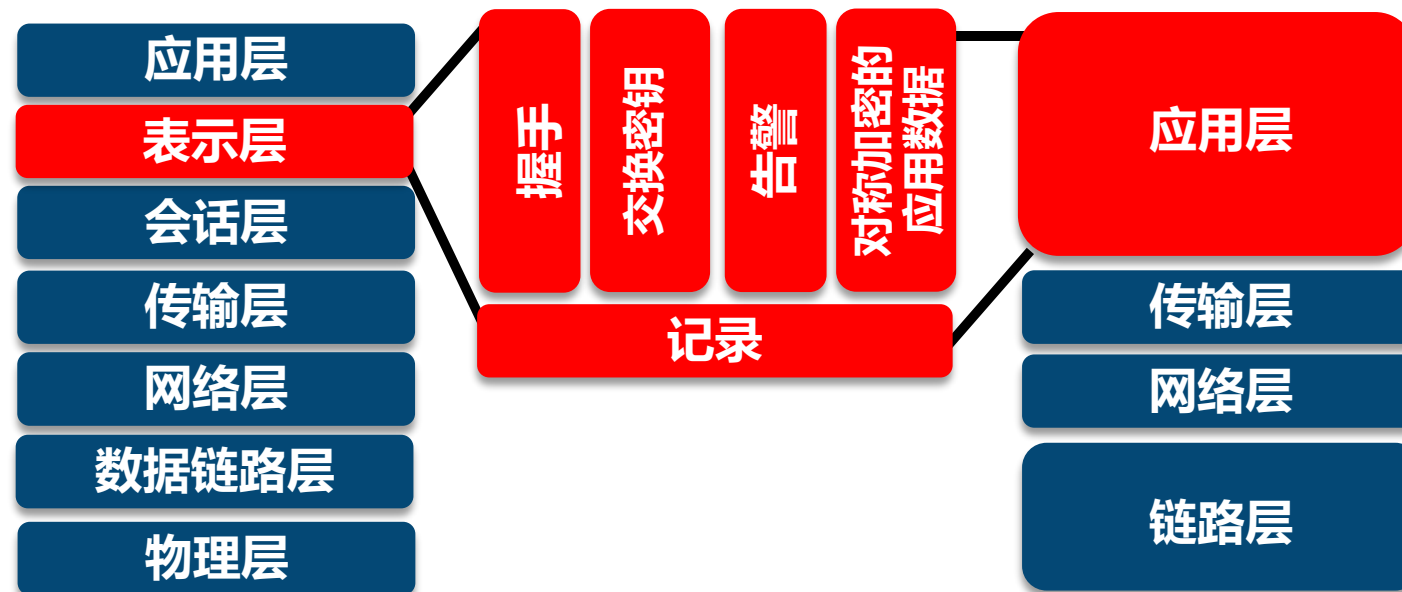 应用层
表示层
会话层
传输层
网络层
数据链路层
物理层
握手
交换密钥
告警
对称加密的
应用数据
记录
应用层
传输层
网络层
链路层